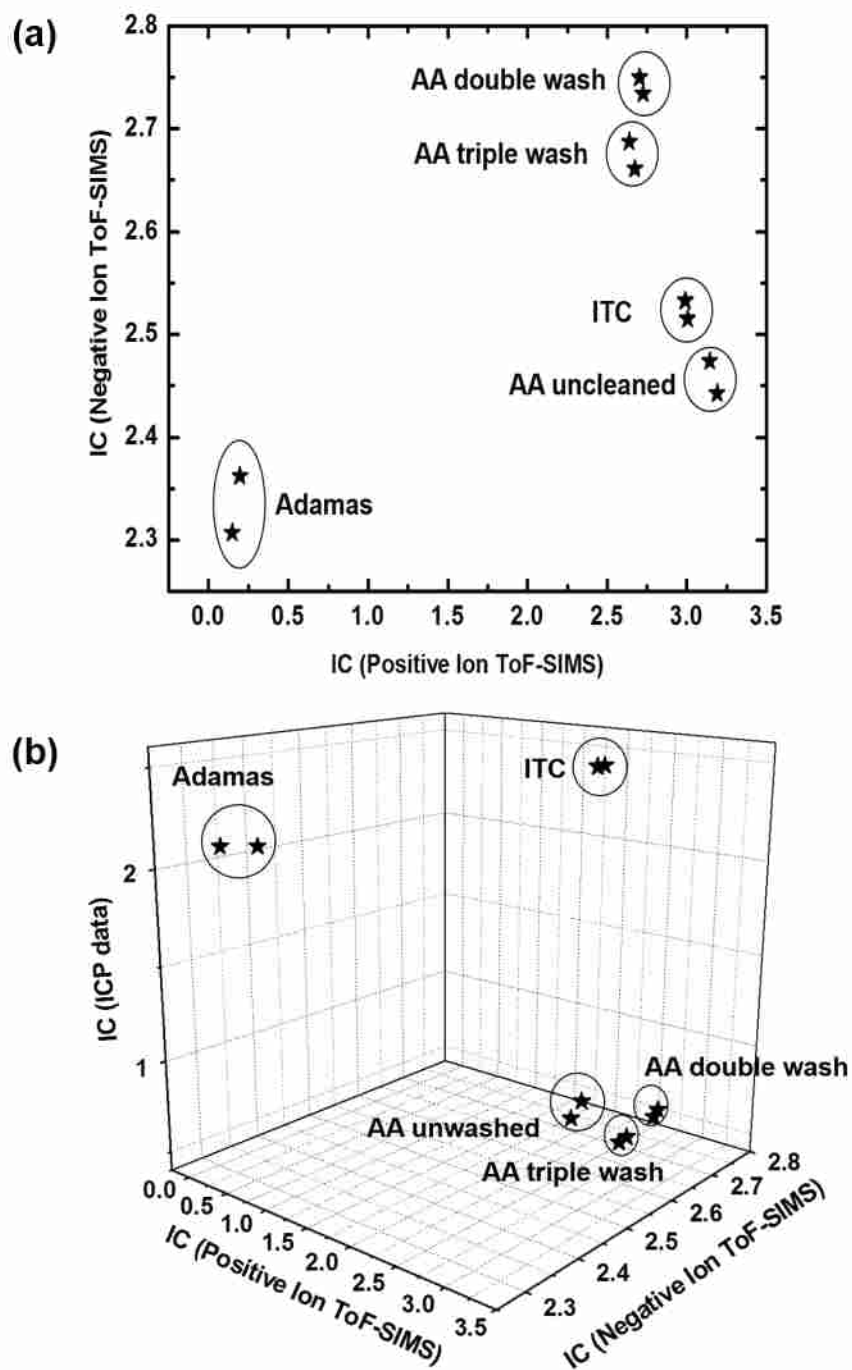 (a)
2.8
2.7
2.6
2.5
2.4
2.3
IC (Negative Ion ToF-SIMS)
AA double wash
AA triple wash
ITC
AA uncleaned
Adamas
0.0 0.5 1.0 1.5 2.0 2.5 3.0 3.5
IC (Positive Ion ToF-SIMS)
(b)
Adamas
ITC
2
1
IC (ICP data)
AA double wash
AA unwashed
AA triple wash
0.0 0.5 1.0 1.5 2.0 2.5 3.0 3.5
IC (Positive Ion ToF-SIMS)
2.3 2.4 2.5 2.6 2.7 2.8
IC (Negative Ion ToF-SIMS)